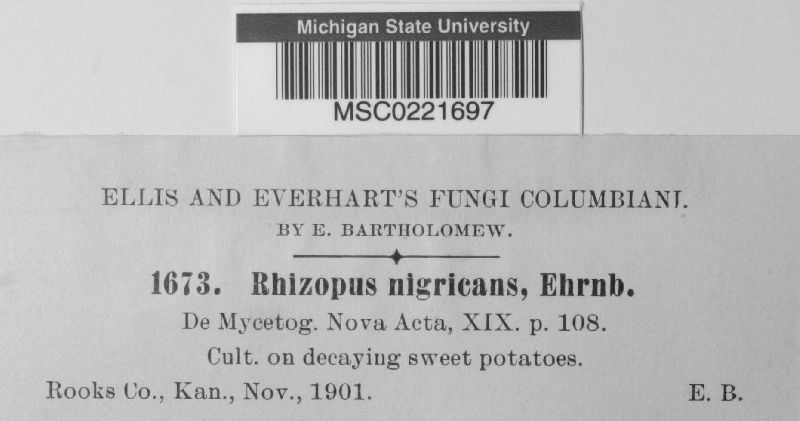 Michigan State University
MSC0221697
ELLIS AND EVERHART'S FUNGI COLUMBIANI.
BY E. BARTHOLOMEW.
1673. Rhizopus nigricans, Ehrnb.
De Mycetog. Nova Acta, XIX. p. 108.
Cult. on decaying sweet potatoes.
Rooks Co., Kan., Nov., 1901. E. B.